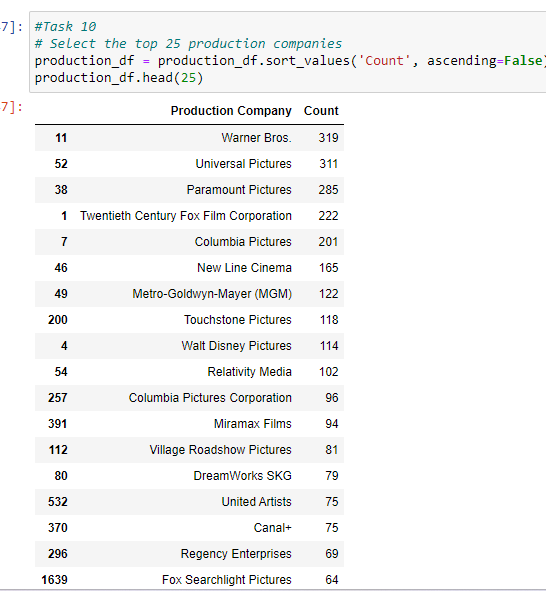 7]: #Task 10
# Select the top 25 production companies
production_df = production_df.sort_values('Count', ascending=False)
production_df.head(25)
7]:
Production Company Count
11 Warner Bros. 319
52 Universal Pictures 311
38 Paramount Pictures 285
1 Twentieth Century Fox Film Corporation 222
7 Columbia Pictures 201
46 New Line Cinema 165
49 Metro-Goldwyn-Mayer (MGM) 122
200 Touchstone Pictures 118
4 Walt Disney Pictures 114
54 Relativity Media 102
257 Columbia Pictures Corporation 96
391 Miramax Films 94
112 Village Roadshow Pictures 81
80 DreamWorks SKG 79
532 United Artists 75
370 Canal+ 75
296 Regency Enterprises 69
1639 Fox Searchlight Pictures 64